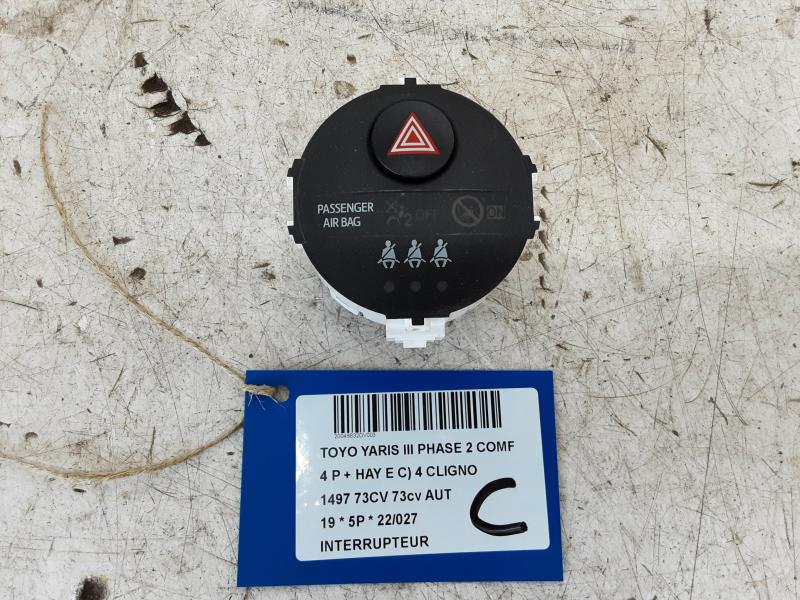 PASSENGER
AIR BAG
2 OFF
ON
TOYO YARIS III PHASE 2 COMF
4 P + HAY E C) 4 CLIGNO
1497 73CV 73cv AUT
19 * 5P * 22/027
INTERRUPTEUR
C